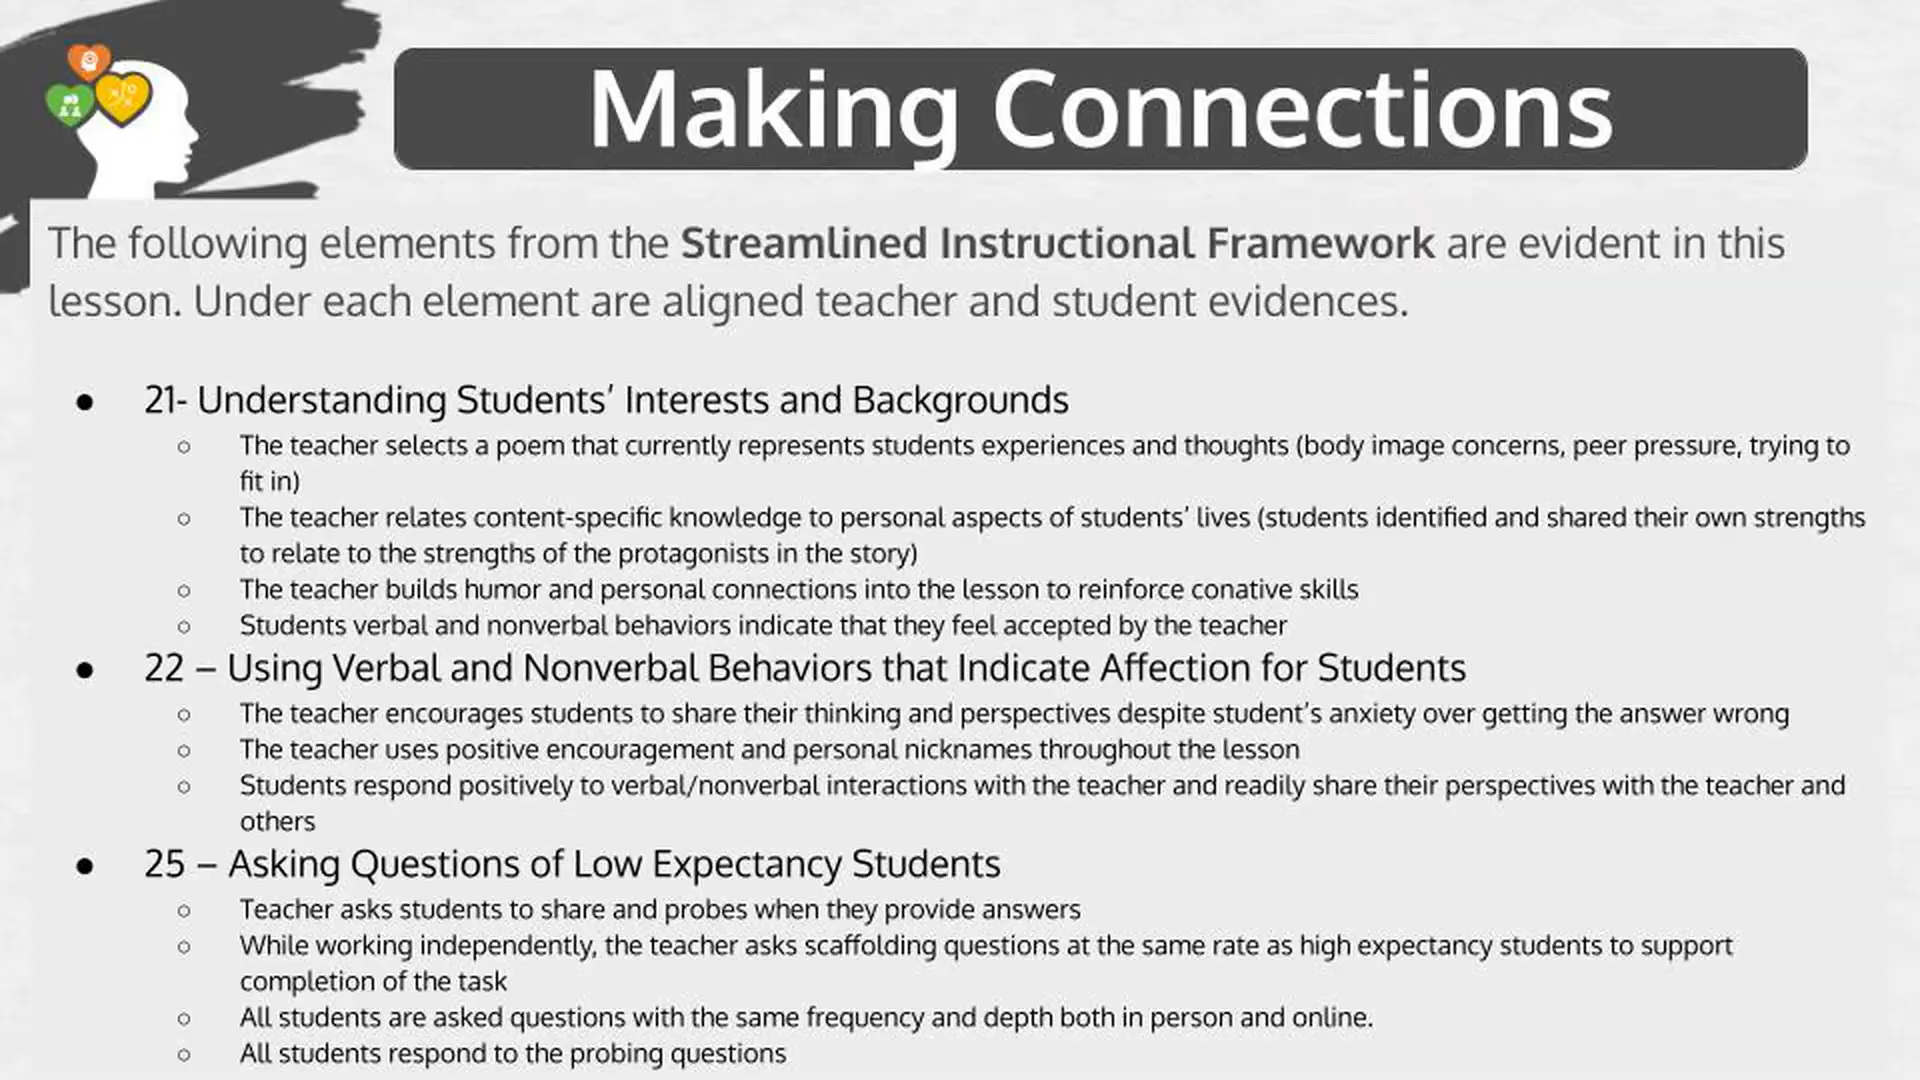 Making Connections
The following elements from the Streamlined Instructional Framework are evident in this
lesson. Under each element are aligned teacher and student evidences.
● 21- Understanding Students’ Interests and Backgrounds
○ The teacher selects a poem that currently represents students experiences and thoughts (body image concerns, peer pressure, trying to
fit in)
○ The teacher relates content-specific knowledge to personal aspects of students’ lives (students identified and shared their own strengths
to relate to the strengths of the protagonists in the story)
○ The teacher builds humor and personal connections into the lesson to reinforce conative skills
○ Students verbal and nonverbal behaviors indicate that they feel accepted by the teacher
● 22 – Using Verbal and Nonverbal Behaviors that Indicate Affection for Students
○ The teacher encourages students to share their thinking and perspectives despite student’s anxiety over getting the answer wrong
○ The teacher uses positive encouragement and personal nicknames throughout the lesson
○ Students respond positively to verbal/nonverbal interactions with the teacher and readily share their perspectives with the teacher and
others
● 25 – Asking Questions of Low Expectancy Students
○ Teacher asks students to share and probes when they provide answers
○ While working independently, the teacher asks scaffolding questions at the same rate as high expectancy students to support
completion of the task
○ All students are asked questions with the same frequency and depth both in person and online.
○ All students respond to the probing questions